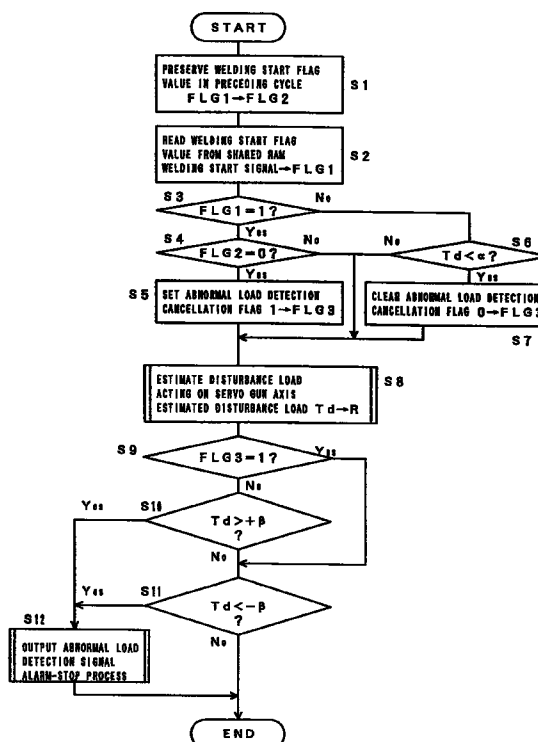 START
PRESERVE WELDING START FLAG
VALUE IN PRECEDING CYCLE
FLG1→FLG2
S1
READ WELDING START FLAG
VALUE FROM SHARED RAM
WELDING START SIGNAL→FLG1
S2
S3
FLG1=1?
No
Yes
S4
FLG2=0?
No
No
S6
Td<α?
Yes
Yes
S5
SET ABNORMAL LOAD DETECTION
CANCELLATION FLAG 1→FLG3
CLEAR ABNORMAL LOAD DETECTION
CANCELLATION FLAG 0→FLG3
S7
ESTIMATE DISTURBANCE LOAD
ACTING ON SERVO GUN AXIS
ESTIMATED DISTURBANCE LOAD Td→R
S8
S9
FLG3=1?
Yes
No
S10
Yes
Td>+β
?
No
S11
Yes
Td<-β
?
No
S12
OUTPUT ABNORMAL LOAD
DETECTION SIGNAL
ALARM-STOP PROCESS
END